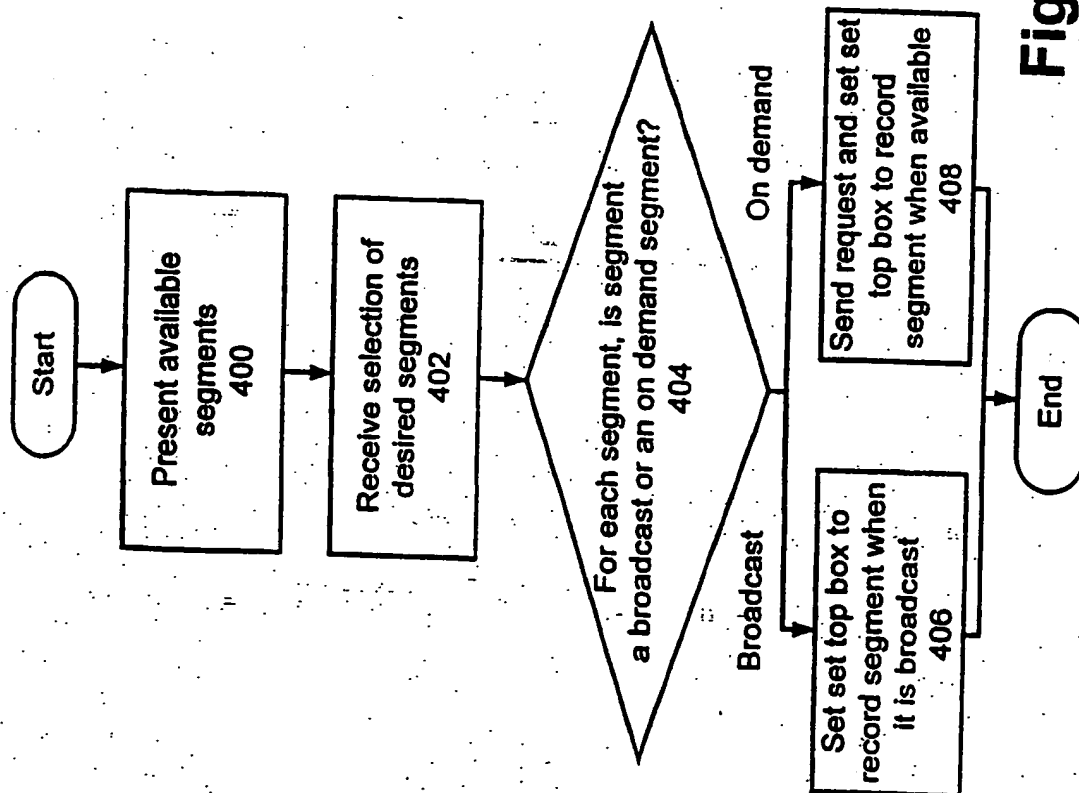 Start
Present available
segments
400
Receive selection of
desired segments
402
For each segment, is segment
a broadcast or an on demand segment?
404
Broadcast
On demand
Set set top box to
record segment when
it is broadcast
406
Send request and set set
top box to record
segment when available
408
End
Fig